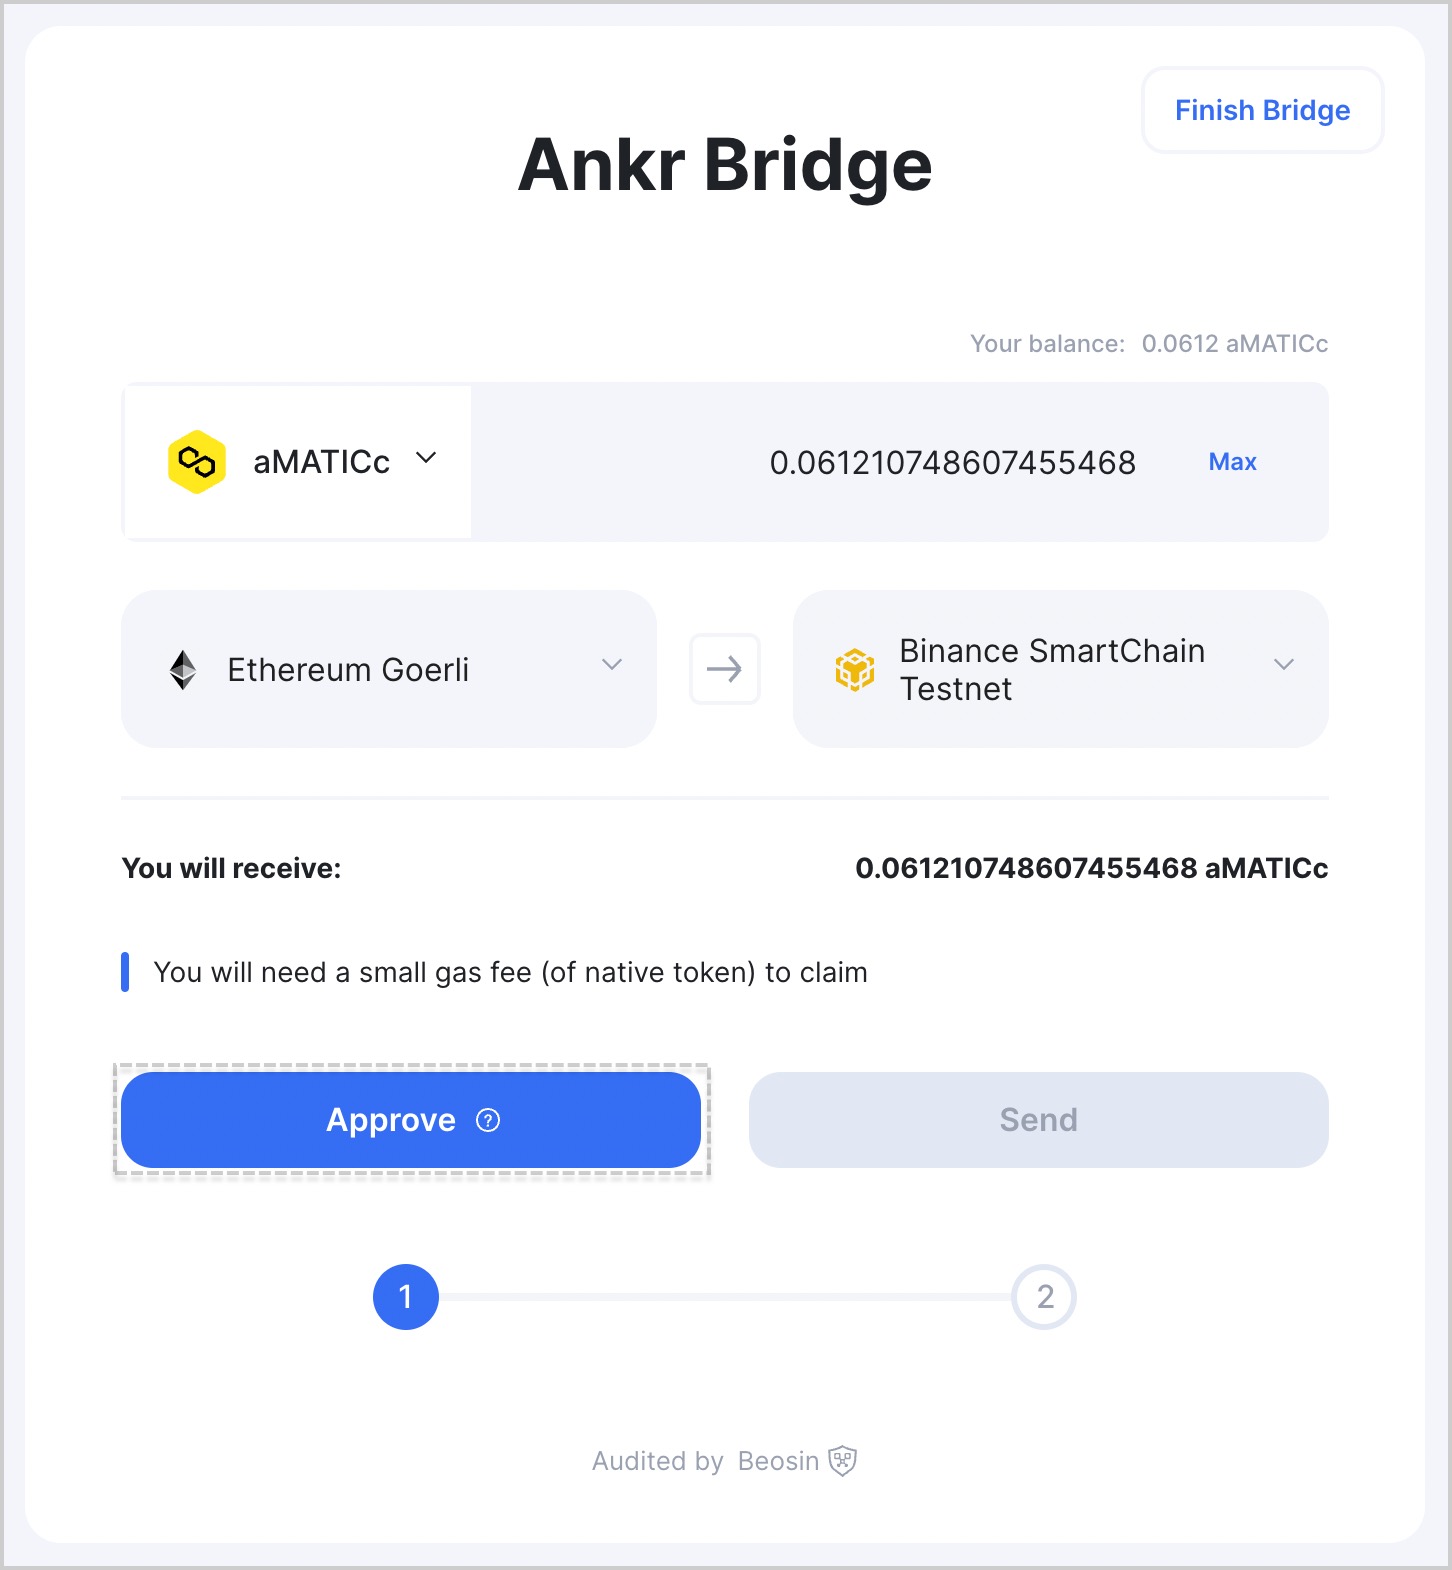 Finish Bridge
Ankr Bridge
Your balance: 0.0612 aMATICc
aMATICc
0.061210748607455468
Max
Ethereum Goerli
Binance SmartChain
Testnet
You will receive:
0.061210748607455468 aMATICc
You will need a small gas fee (of native token) to claim
Approve ?
Send
1
2
Audited by Beosin